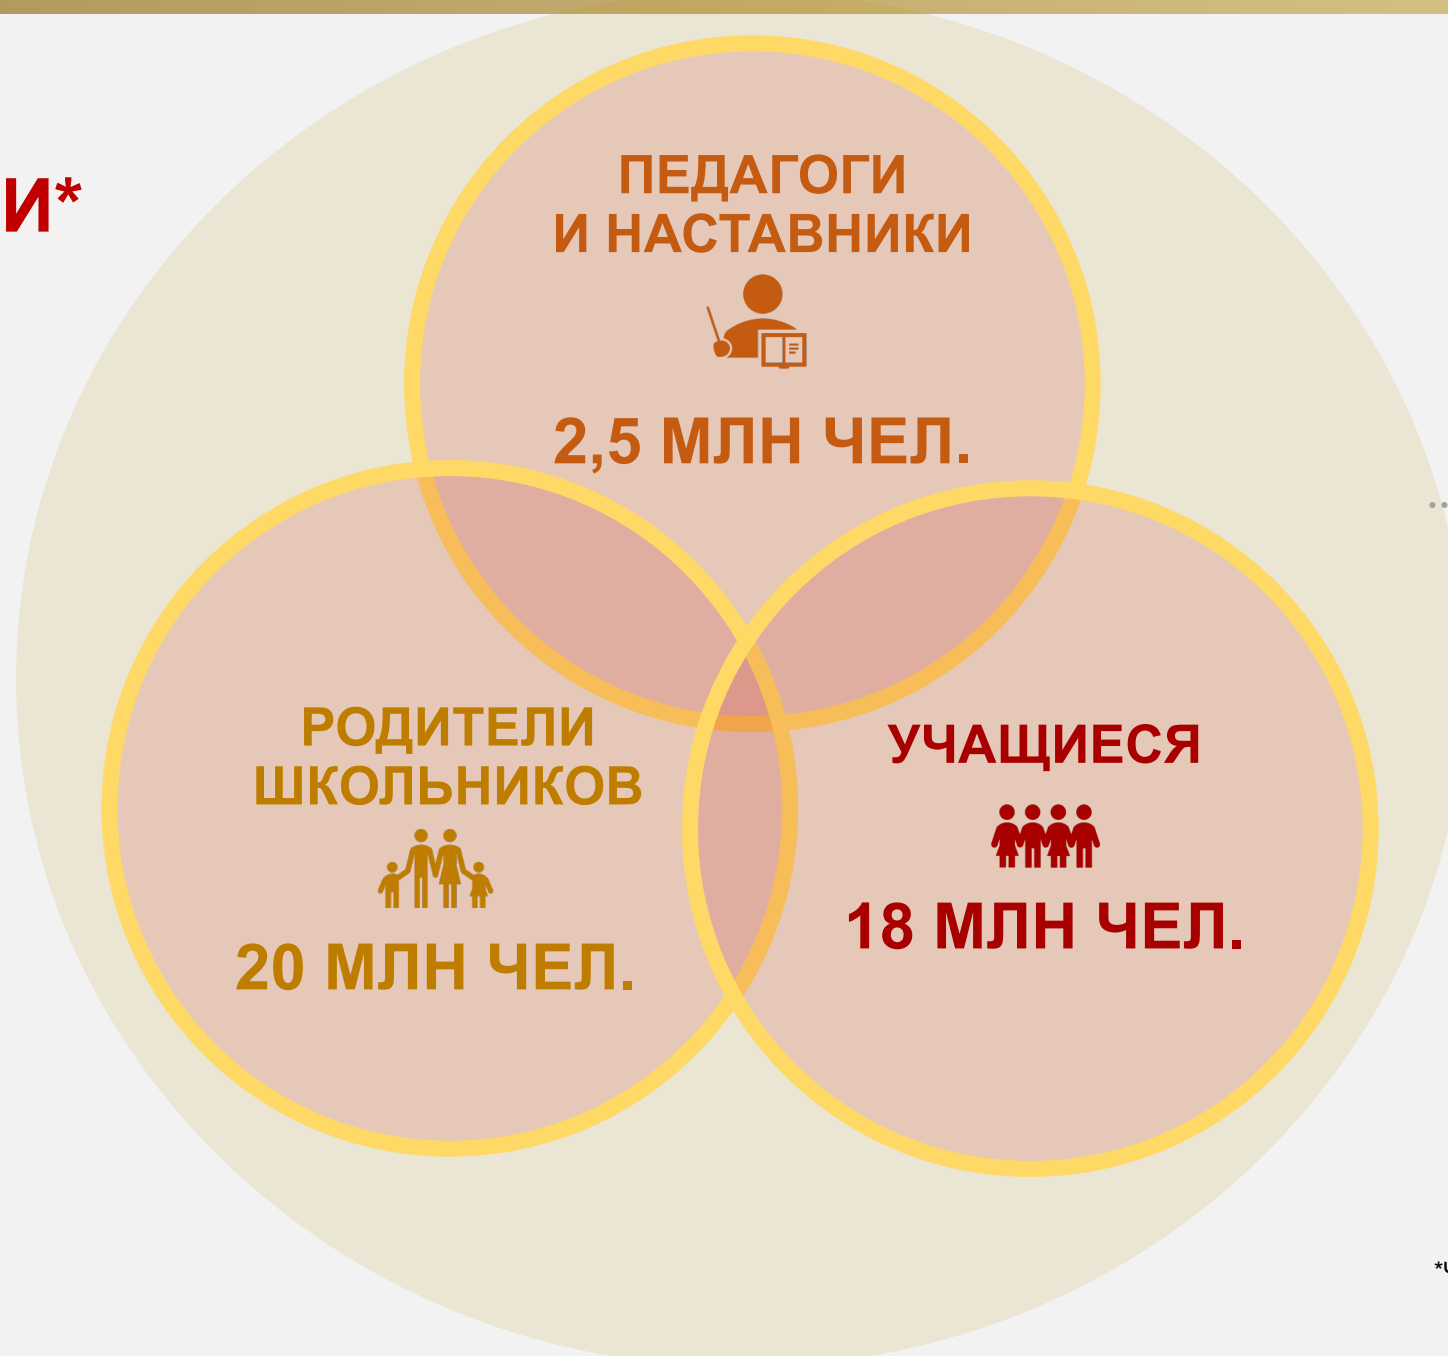 И*
ПЕДАГОГИ
И НАСТАВНИКИ
2,5 МЛН ЧЕЛ.
РОДИТЕЛИ
ШКОЛЬНИКОВ
20 МЛН ЧЕЛ.
УЧАЩИЕСЯ
18 МЛН ЧЕЛ.